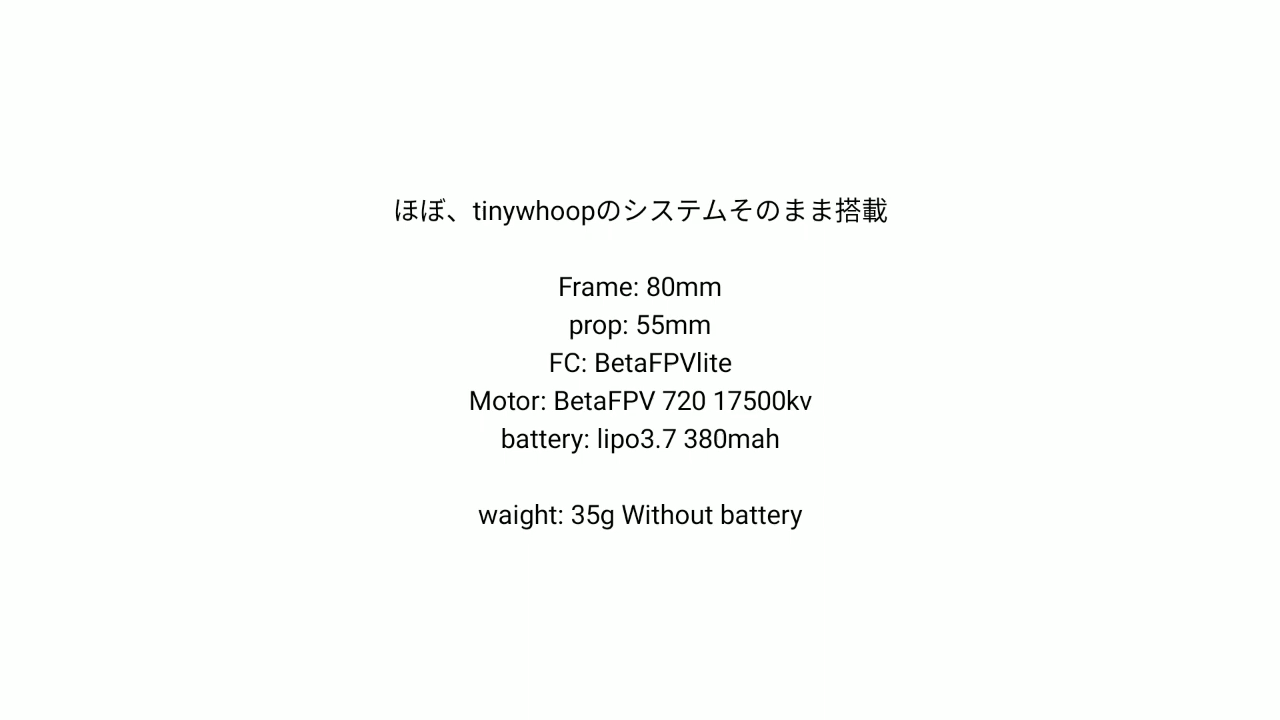 ほぼ、tinywhoopのシステムそのまま搭載
Frame: 80mm
prop: 55mm
FC: BetaFPVlite
Motor: BetaFPV 720 17500kv
battery: lipo3.7 380mah
waight: 35g Without battery